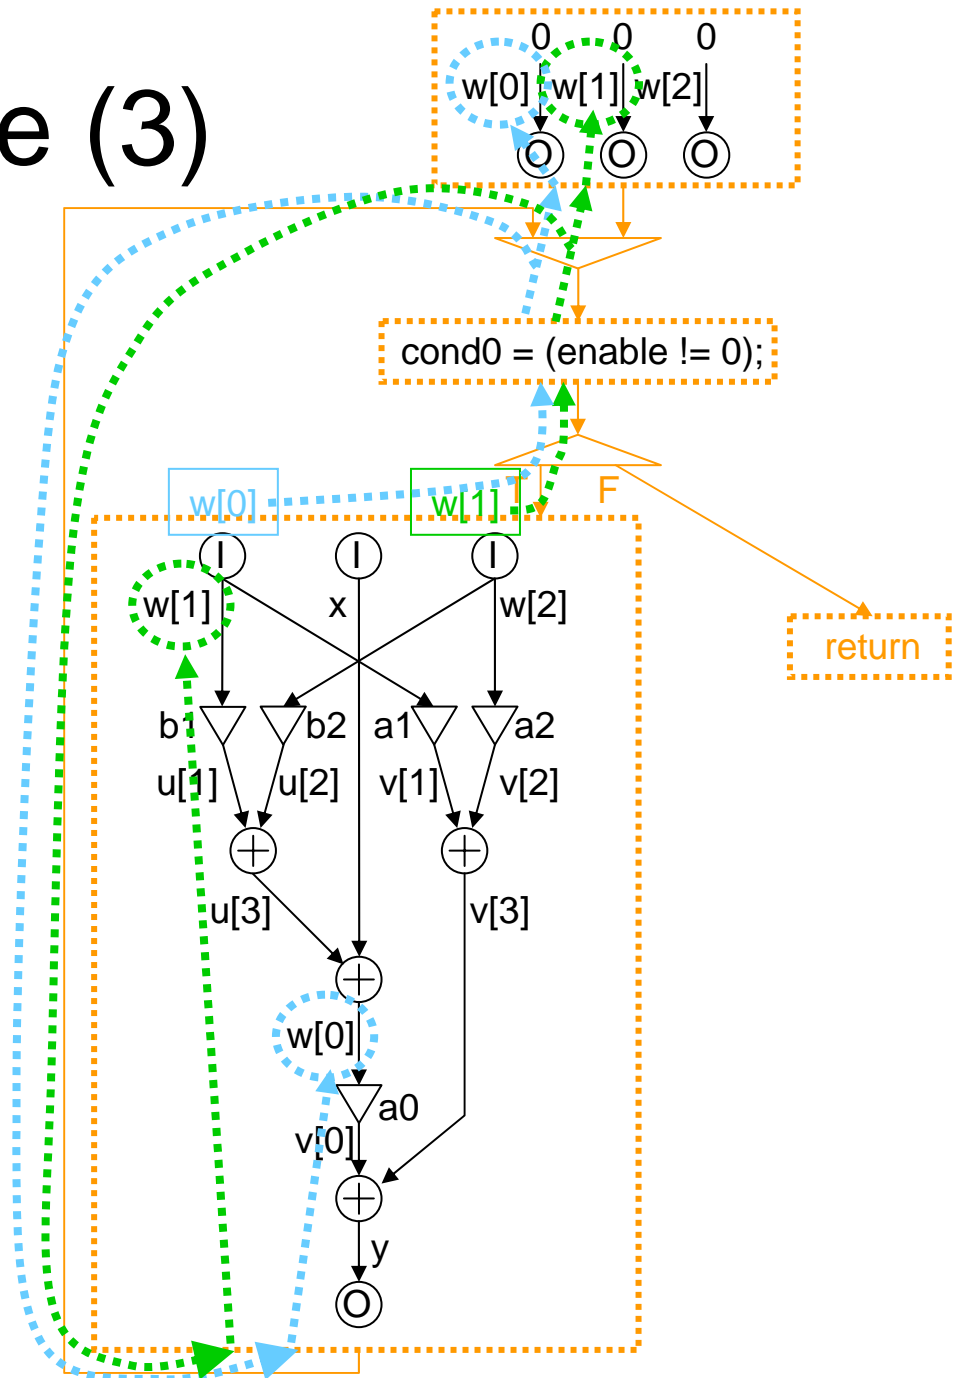 0 0 0
w[0] w[1] w[2]
O O O
e (3)
cond0 = (enable != 0);
w[0] w[1] T F
I I I
w[1] x w[2]
return
b1 b2 a1 a2
u[1] u[2] v[1] v[2]
u[3] v[3]
w[0]
a0
v[0]
y
O